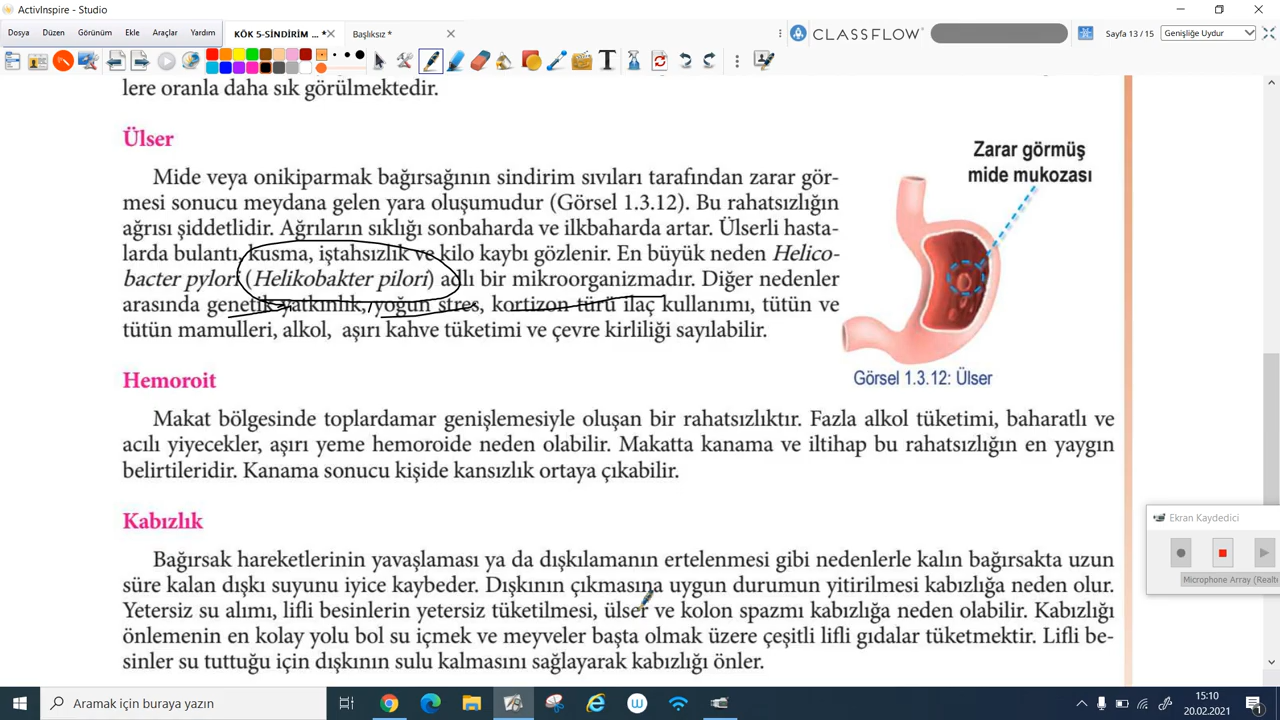 ActivInspire - Studio
Dosya Düzen Görünüm Ekle Araçlar Yardım
KÖK 5-SİNDİRİM ... *
Başlıksız *
CLASSFLOW
Sayfa 13 / 15
Genişliğe Uydur
lere oranla daha sık görülmektedir.
Ülser
Mide veya onikiparmak bağırsağının sindirim sıvıları tarafından zarar gör-
mesi sonucu meydana gelen yara oluşumudur (Görsel 1.3.12). Bu rahatsızlığın
ağrısı şiddetlidir. Ağrıların sıklığı sonbaharda ve ilkbaharda artar. Ülserli hasta-
larda bulantı, kusma, iştahsızlık ve kilo kaybı gözlenir. En büyük neden Helico-
bacter pylori (Helikobakter pilori) adlı bir mikroorganizmadır. Diğer nedenler
arasında genetik yatkınlık, yoğun stres, kortizon türü ilaç kullanımı, tütün ve
tütün mamulleri, alkol, aşırı kahve tüketimi ve çevre kirliliği sayılabilir.
Zarar görmüş
mide mukozası
Görsel 1.3.12: Ülser
Hemoroit
Makat bölgesinde toplardamar genişlemesiyle oluşan bir rahatsızlıktır. Fazla alkol tüketimi, baharatlı ve
acılı yiyecekler, aşırı yeme hemoroide neden olabilir. Makatta kanama ve iltihap bu rahatsızlığın en yaygın
belirtileridir. Kanama sonucu kişide kansızlık ortaya çıkabilir.
Kabızlık
Bağırsak hareketlerinin yavaşlaması ya da dışkılamanın ertelenmesi gibi nedenlerle kalın bağırsakta uzun
süre kalan dışkı suyunu iyice kaybeder. Dışkının çıkmasına uygun durumun yitirilmesi kabızlığa neden olur.
Yetersiz su alımı, lifli besinlerin yetersiz tüketilmesi, ülser ve kolon spazmı kabızlığa neden olabilir. Kabızlığı
önlemenin en kolay yolu bol su içmek ve meyveler başta olmak üzere çeşitli lifli gıdalar tüketmektir. Lifli be-
sinler su tuttuğu için dışkının sulu kalmasını sağlayarak kabızlığı önler.
Ekran Kaydedici
Microphone Array (Realt
Aramak için buraya yazın
15:10
20.02.2021